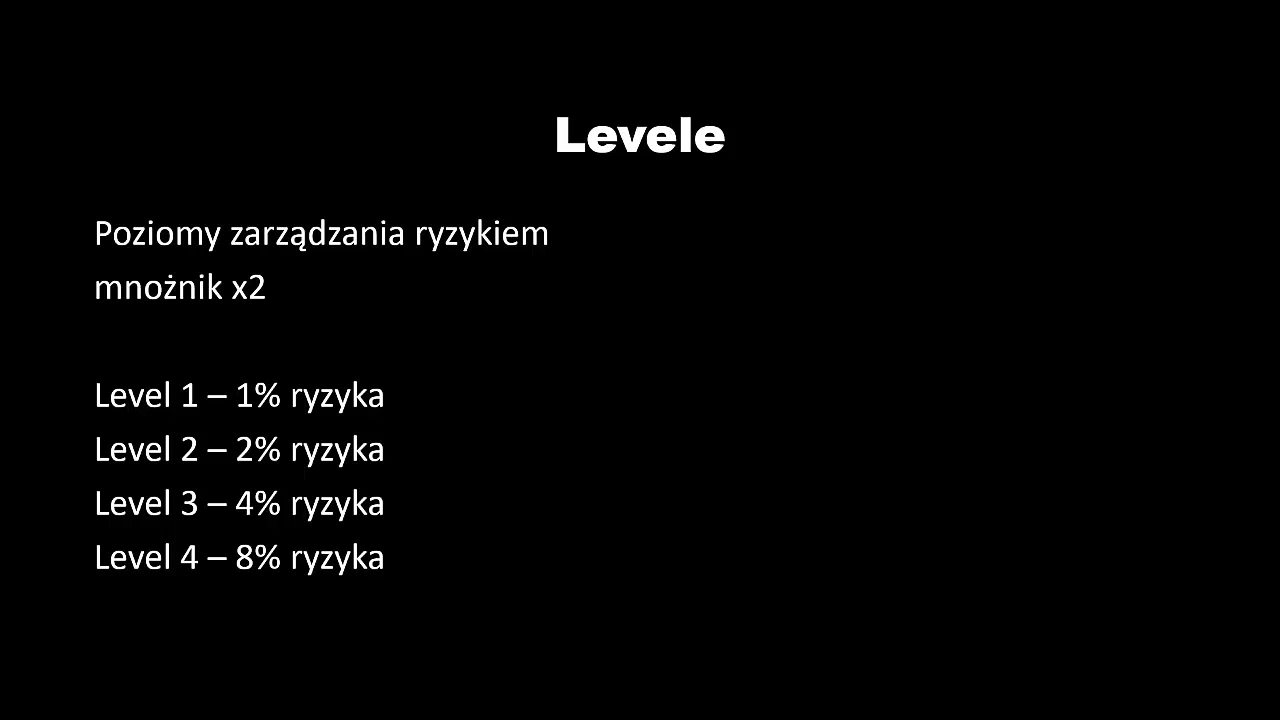 Levele
Poziomy zarządzania ryzykiem
mnożnik x2
Level 1 – 1% ryzyka
Level 2 – 2% ryzyka
Level 3 – 4% ryzyka
Level 4 – 8% ryzyka